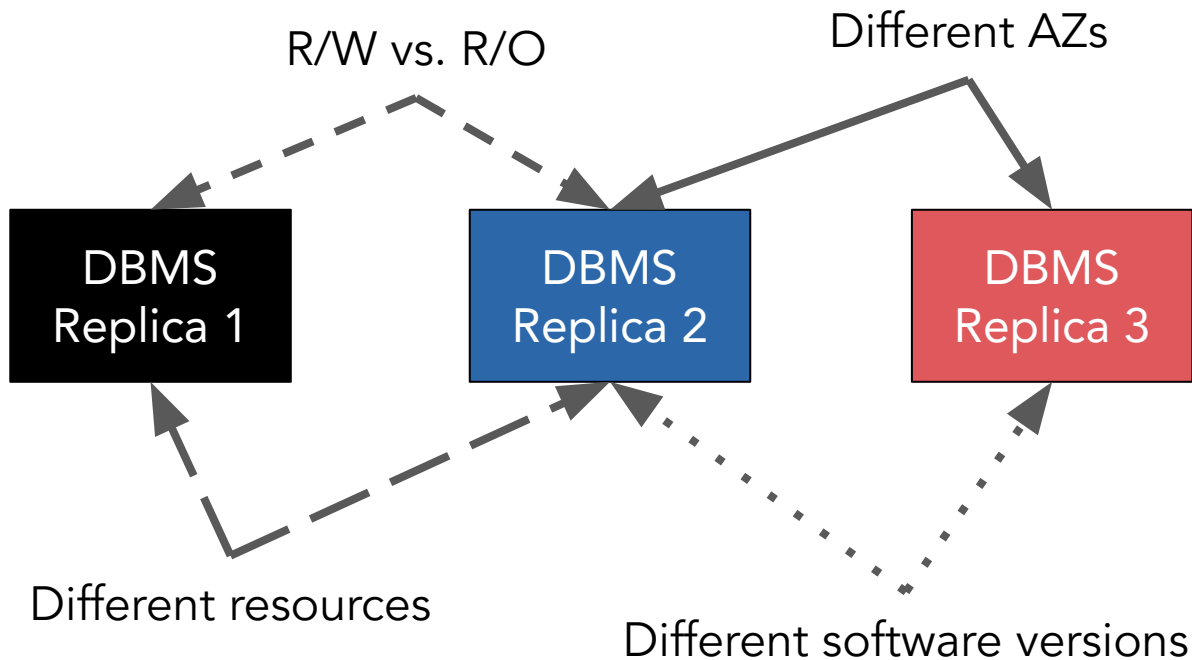 R/W vs. R/O
Different AZs
DBMS
Replica 1
DBMS
Replica 2
DBMS
Replica 3
Different resources
Different software versions